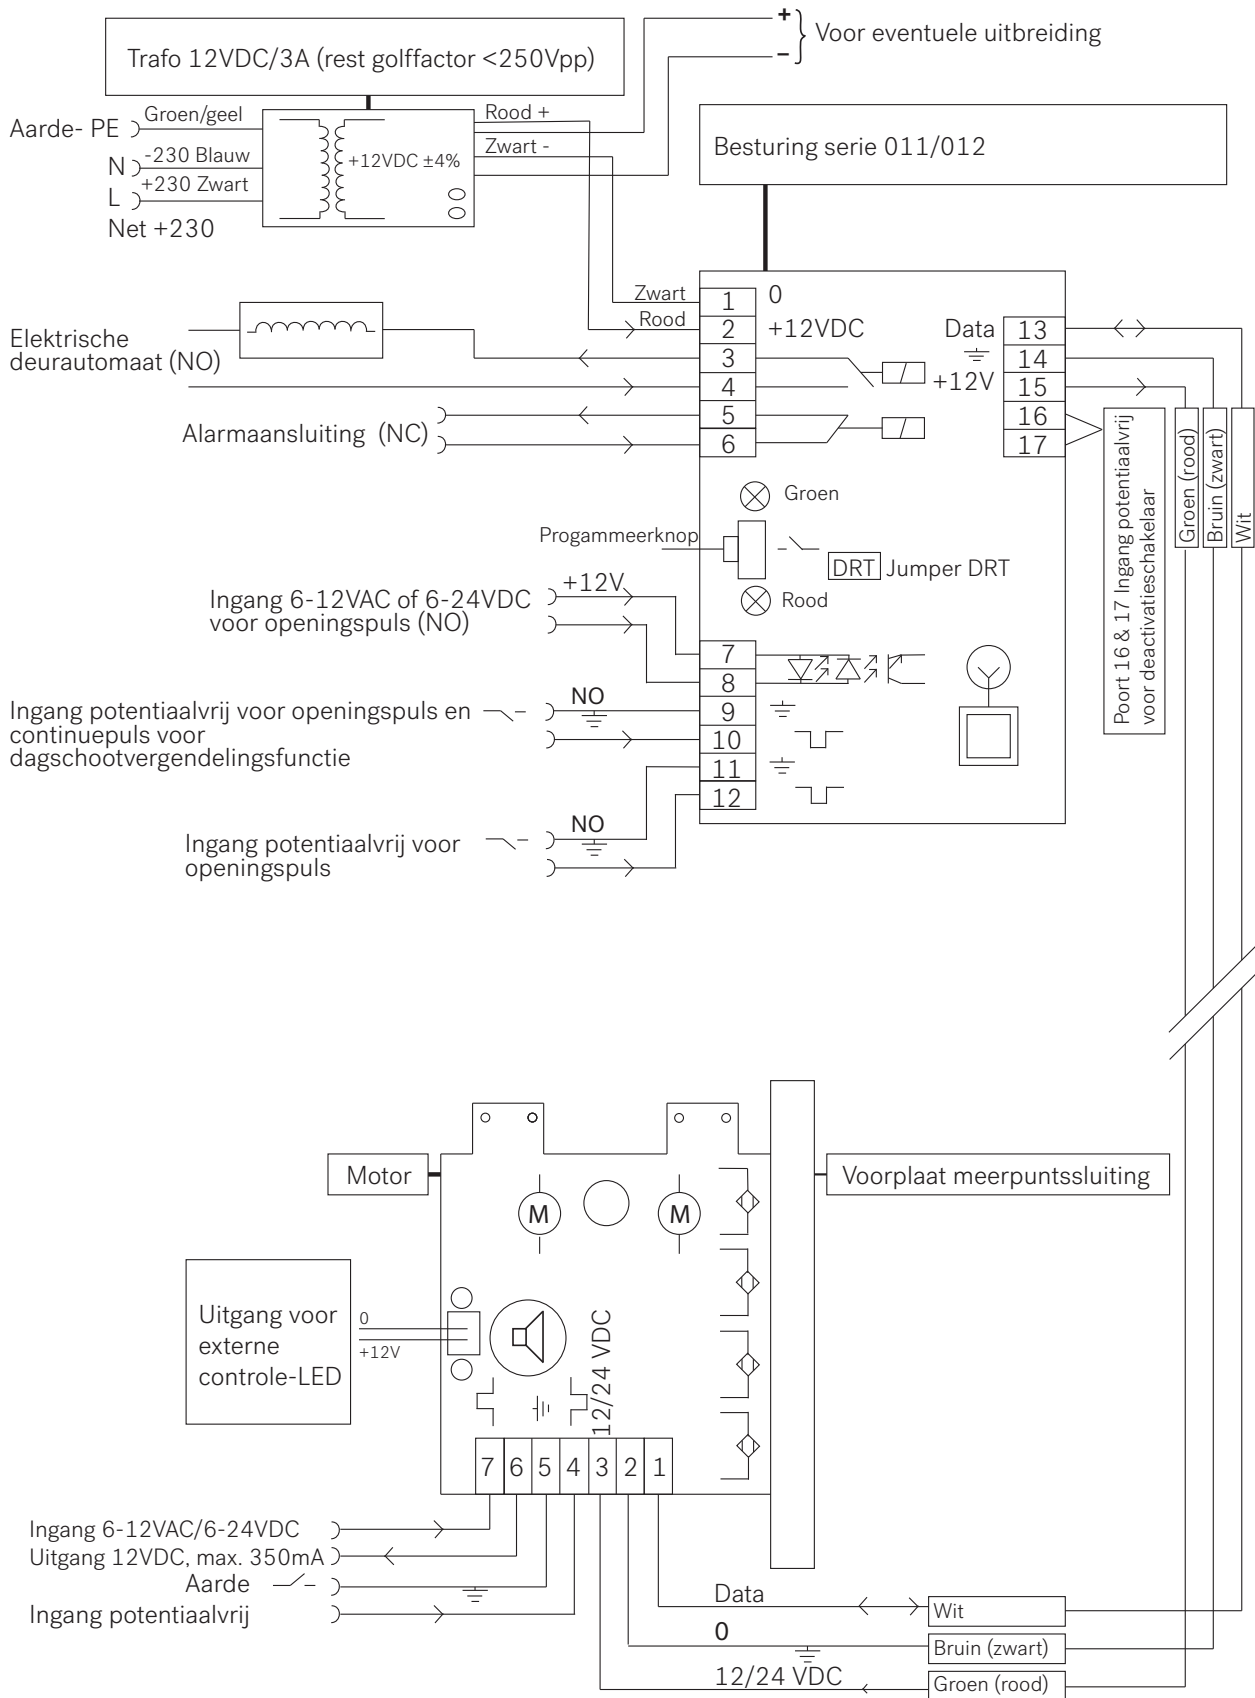 +
Voor eventuele uitbreiding
−
Trafo 12VDC/3A (rest golffactor <250Vpp)
Aarde- PE
Groen/geel
N
-230 Blauw
L
+230 Zwart
Net +230
+12VDC ±4%
Rood +
Zwart -
Besturing serie 011/012
Zwart
Rood
1
0
2
+12VDC
3
4
5
6
Data
13
14
+12V
15
16
17
Elektrische
deurautomaat (NO)
Alarmaansluiting (NC)
Groen
Progammeerknop
DRT
Jumper DRT
Rood
Poort 16 & 17 Ingang potentiaalvrij
voor deactivatieschakelaar
Groen (rood)
Bruin (zwart)
Wit
Ingang 6-12VAC of 6-24VDC
voor openingspuls (NO)
+12V
7
8
9
10
11
12
Ingang potentiaalvrij voor openingspuls en
continuepuls voor
dagschootvergendelingsfunctie
NO
Ingang potentiaalvrij voor
openingspuls
NO
Motor
Voorplaat meerpuntssluiting
M
M
Uitgang voor
externe
controle-LED
0
+12V
12/24 VDC
7
6
5
4
3
2
1
Ingang 6-12VAC/6-24VDC
Uitgang 12VDC, max. 350mA
Aarde
Ingang potentiaalvrij
Data
Wit
0
Bruin (zwart)
12/24 VDC
Groen (rood)